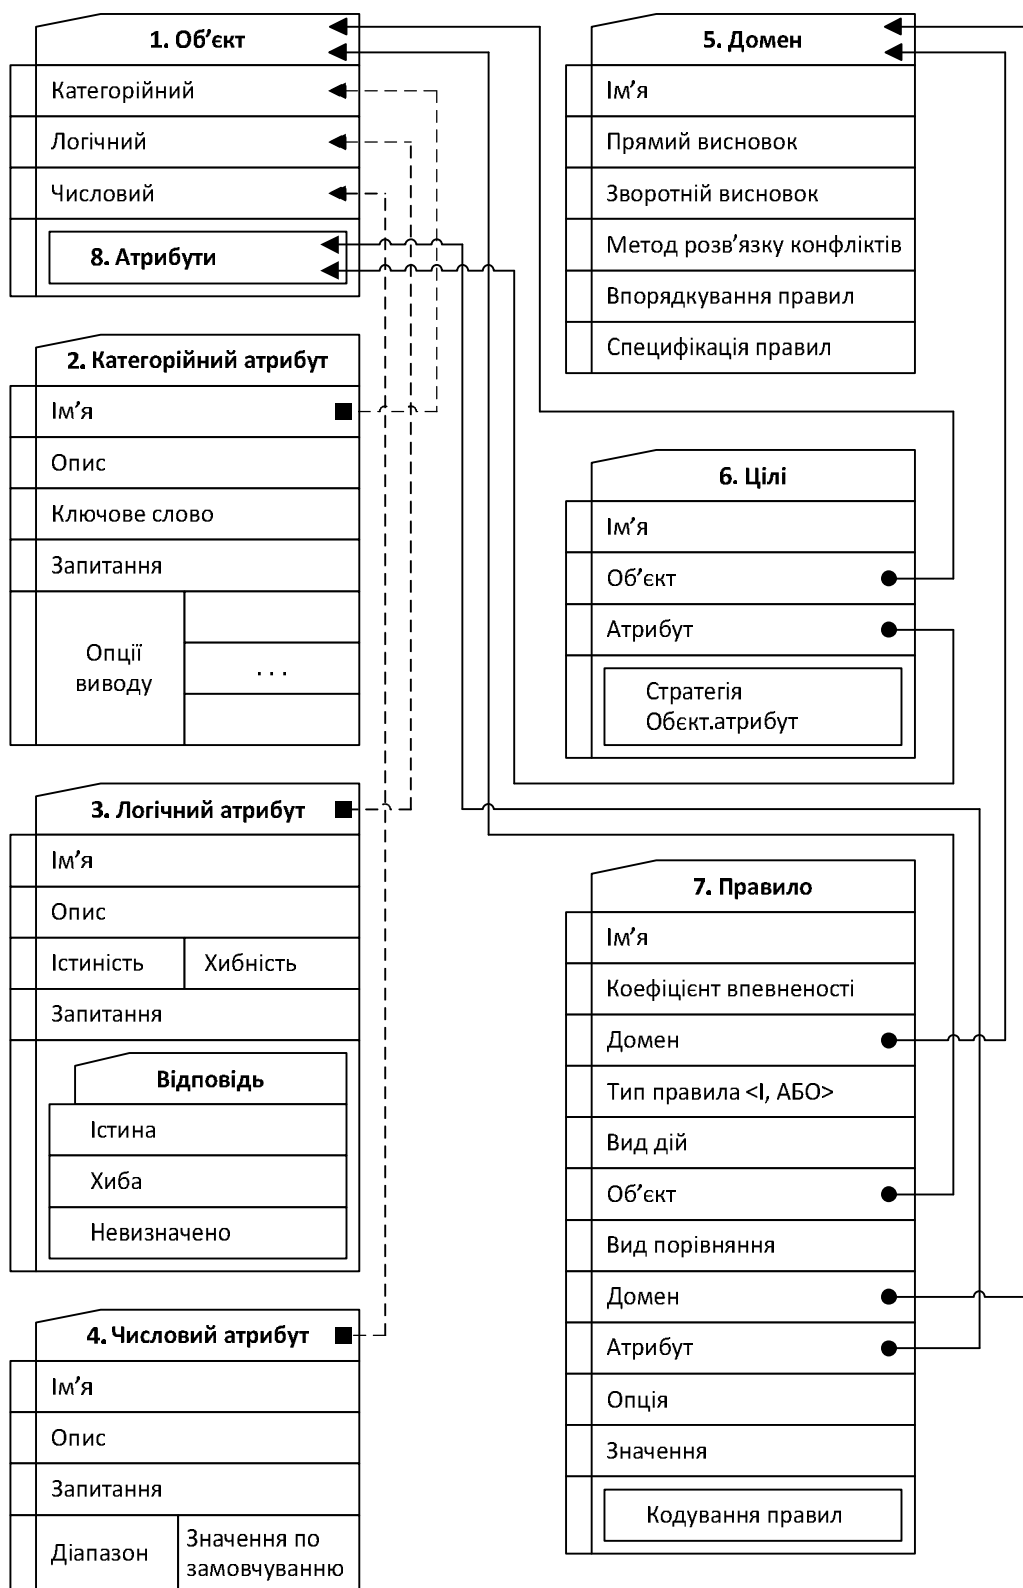 1. Об’єкт
Категорійний
Логічний
Числовий
8. Атрибути
2. Категорійний атрибут
Ім’я
Опис
Ключове слово
Запитання
Опції
виводу
. . .
3. Логічний атрибут
Ім’я
Опис
Істиність
Хибність
Запитання
Відповідь
Істина
Хиба
Невизначено
4. Числовий атрибут
Ім’я
Опис
Запитання
Діапазон
Значення по
замовчуванню
5. Домен
Ім’я
Прямий висновок
Зворотній висновок
Метод розв’язку конфліктів
Впорядкування правил
Специфікація правил
6. Цілі
Ім’я
Об’єкт
Атрибут
Стратегія
Обєкт.атрибут
7. Правило
Ім’я
Коефіцієнт впевненості
Домен
Тип правила <І, АБО>
Вид дій
Об’єкт
Вид порівняння
Домен
Атрибут
Опція
Значення
Кодування правил